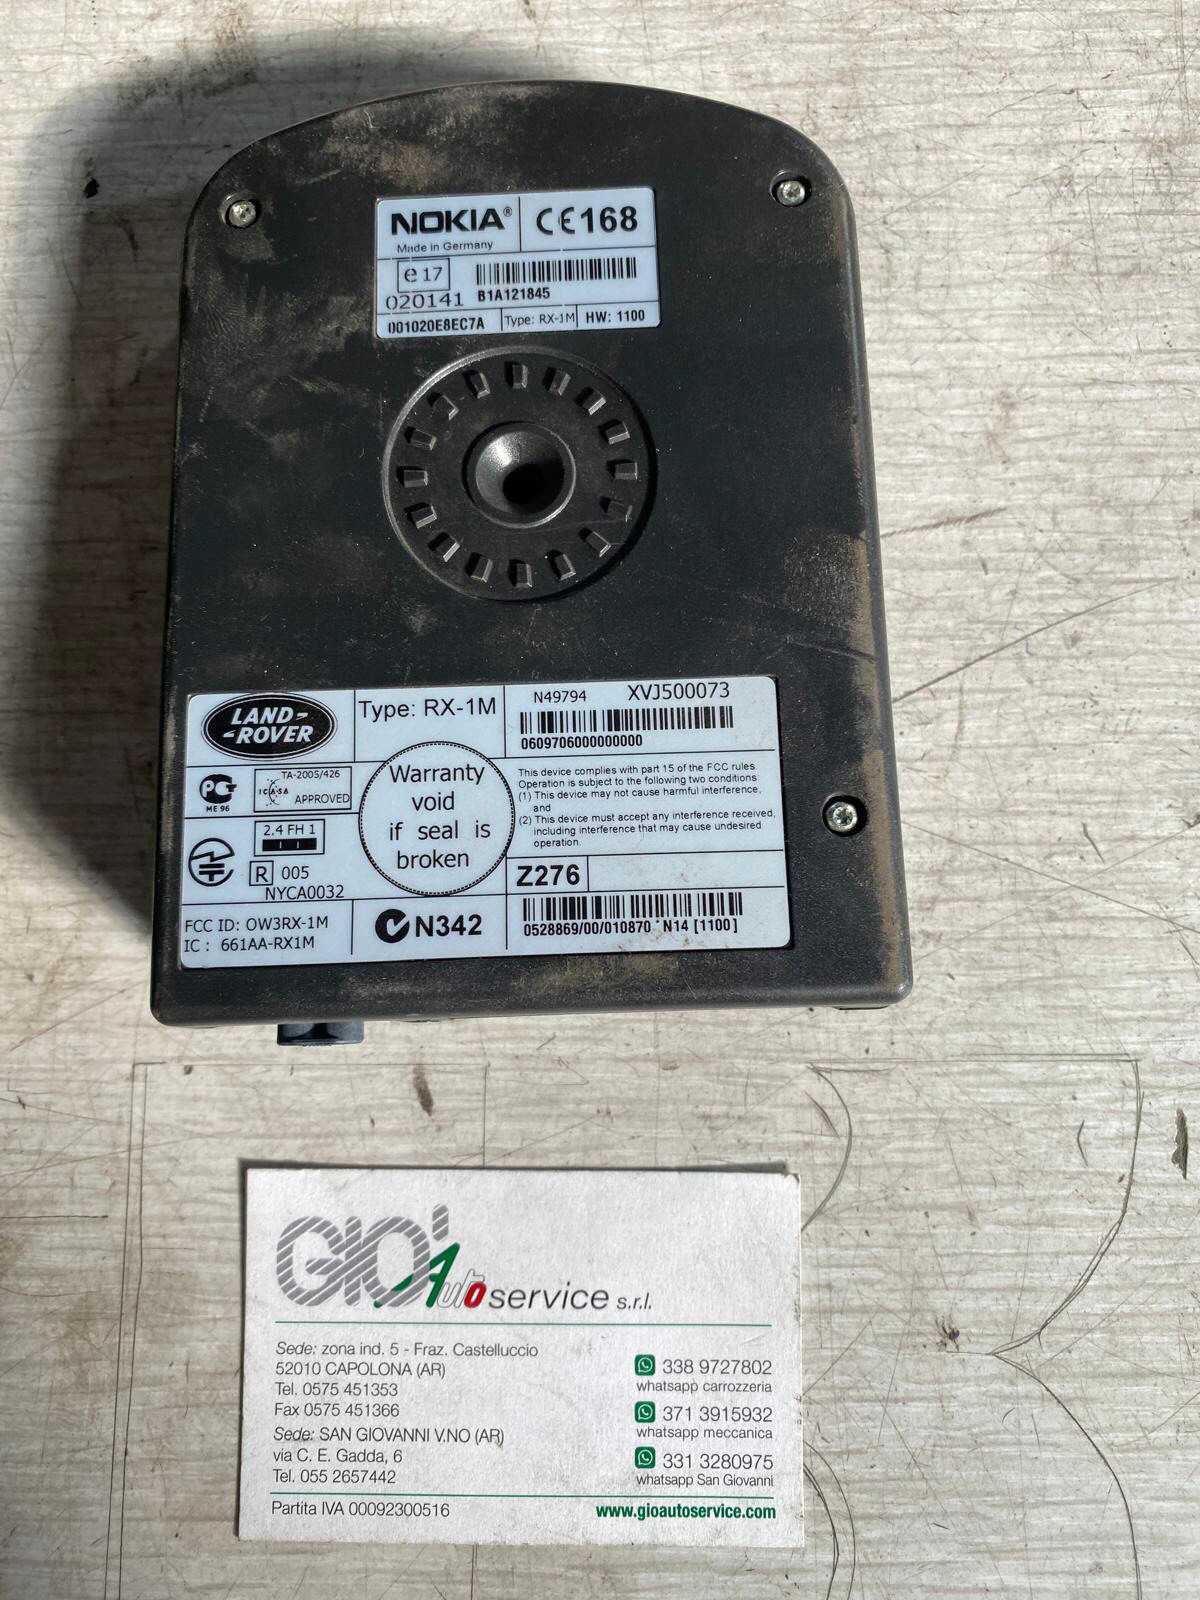 NOKIA® CE168
Made in Germany
e 17
020141 B1A121845
001020E8EC7A Type: RX-1M HW: 1100
LAND-
-ROVER
Type: RX-1M
N49794 XVJ500073
0609706000000000
ME 96
TA-2005/426
ICASA
APPROVED
2.4 FH 1
R 005
NYCA0032
Warranty
void
if seal is
broken
This device complies with part 15 of the FCC rules
Operation is subject to the following two conditions
(1) This device may not cause harmful interference,
and
(2) This device must accept any interference received,
including interference that may cause undesired
operation.
Z276
FCC ID: OW3RX-1M
IC : 661AA-RX1M
N342
0528869/00/010870 N14 [1100]
GIO' Autoservice s.r.l.
Sede: zona ind. 5 - Fraz. Castelluccio
52010 CAPOLONA (AR)
Tel. 0575 451353
Fax 0575 451366
Sede: SAN GIOVANNI V.NO (AR)
via C. E. Gadda, 6
Tel. 055 2657442
338 9727802
whatsapp carrozzeria
371 3915932
whatsapp meccanica
331 3280975
whatsapp San Giovanni
Partita IVA 00092300516
www.gioautoservice.com